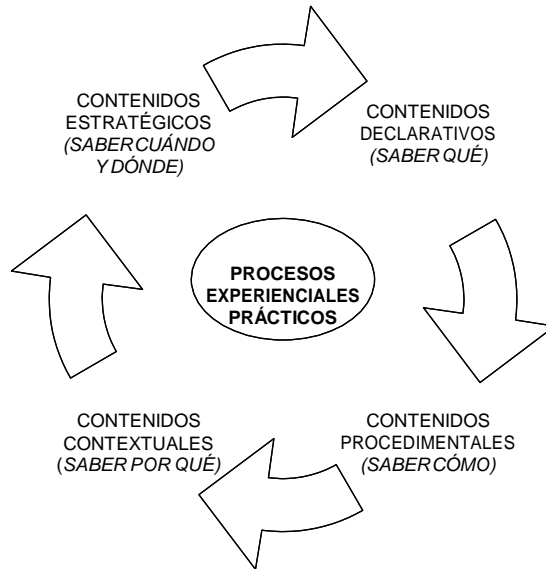 CONTENIDOS
ESTRATÉGICOS
(SABER CUÁNDO
Y DÓNDE)
CONTENIDOS
DECLARATIVOS
(SABER QUÉ)
PROCESOS
EXPERIENCIALES
PRÁCTICOS
CONTENIDOS
CONTEXTUALES
(SABER POR QUÉ)
CONTENIDOS
PROCEDIMENTALES
(SABER CÓMO)